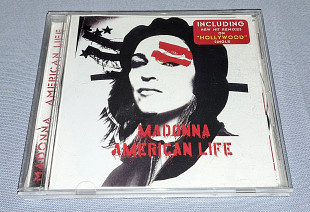 INCLUDING
NEW HIT REMIXES
OF
"HOLLYWOOD"
SINGLE
MADONNA
AMERICAN LIFE
MADONNA AMERICAN LIFE